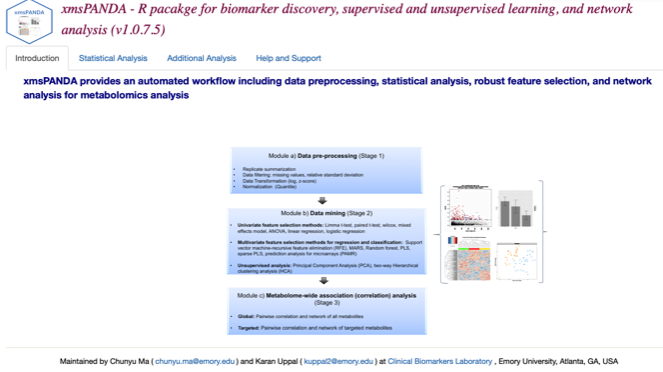 xmsPANDA
xmsPANDA - R pacakge for biomarker discovery, supervised and unsupervised learning, and network
analysis (v1.0.7.5)
Introduction
Statistical Analysis
Additional Analysis
Help and Support
xmsPANDA provides an automated workflow including data preprocessing, statistical analysis, robust feature selection, and network
analysis for metabolomics analysis
Module a) Data pre-processing (Stage 1)
• Replicate summarization
• Data filtering: missing values, relative standard deviation
• Data Transformation (log, z-score)
• Normalization (Quantile)
Module b) Data mining (Stage 2)
• Univariate feature selection methods: Limma t-test, paired t-test, wilcox, mixed
effects model, ANOVA, linear regression, logistic regression
• Multivariate feature selection methods for regression and classification: Support
vector machine-recursive feature elimination (RFE), MARS, Random forest, PLS,
sparse PLS, prediction analysis for microarrays (PAMR)
• Unsupervised analysis: Principal Component Analysis (PCA), two-way Hierarchical
clustering analysis (HCA)
Module c) Metabolome-wide association (correlation) analysis
(Stage 3)
• Global: Pairwise correlation and network of all metabolites
• Targeted: Pairwise correlation and network of targeted metabolites
Maintained by Chunyu Ma ( chunyu.ma@emory.edu ) and Karan Uppal ( kuppal2@emory.edu ) at Clinical Biomarkers Laboratory , Emory University, Atlanta, GA, USA